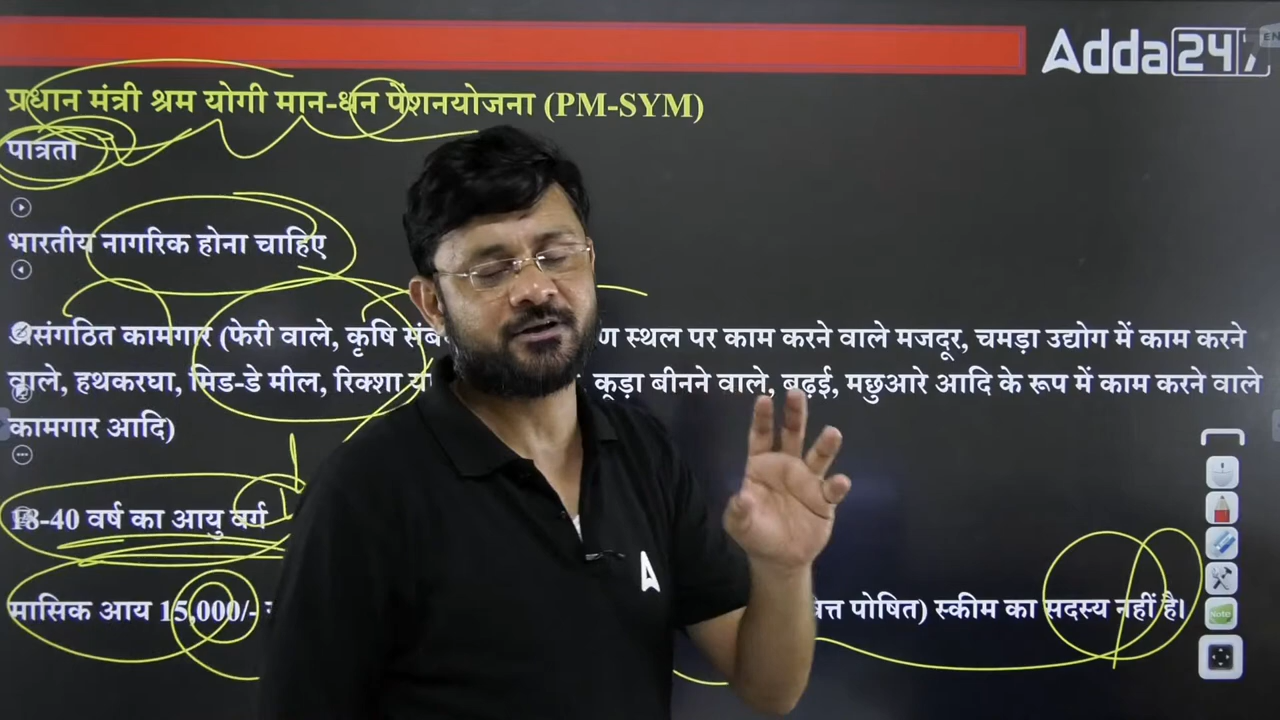 Adda 247
प्रधान मंत्री श्रम योगी मान-धन पेंशनयोजना (PM-SYM)
पात्रता
भारतीय नागरिक होना चाहिए
असंगठित कामगार (फेरी वाले, कृषि स्थल पर काम करने वाले मजदूर, चमड़ा उद्योग में काम करने
वाले, हथकरघा, मिड-डे मील, रिक्शा कूड़ा बीनने वाले, बढ़ई, मछुआरे आदि के रूप में काम करने वाले
कामगार आदि)
18-40 वर्ष का आयु वर्ग
मासिक आय 15,000/- पोषित) स्कीम का सदस्य नहीं है।